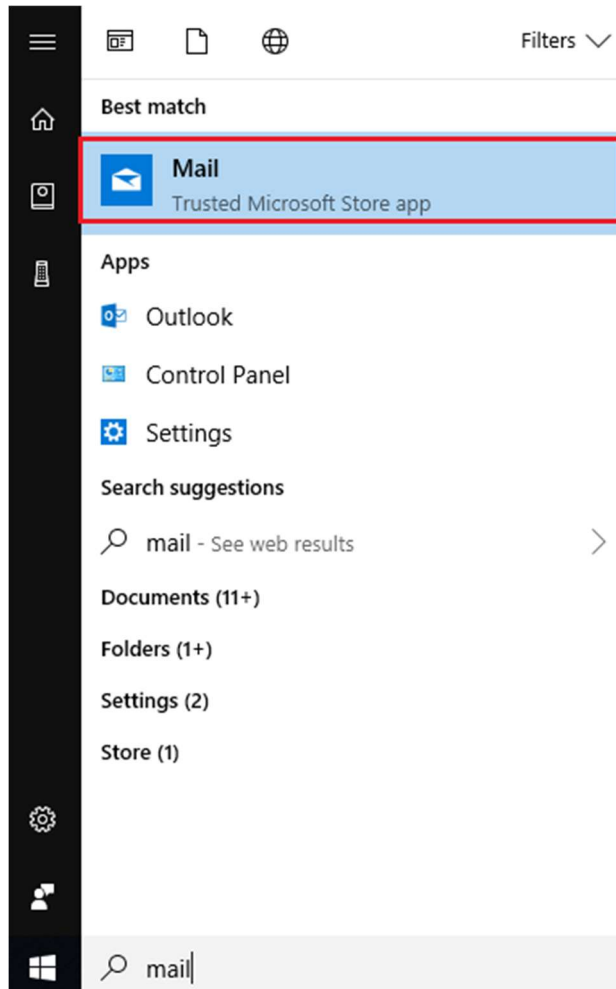 Filters
Best match
Mail
Trusted Microsoft Store app
Apps
Outlook
Control Panel
Settings
Search suggestions
mail - See web results
Documents (11+)
Folders (1+)
Settings (2)
Store (1)
mail